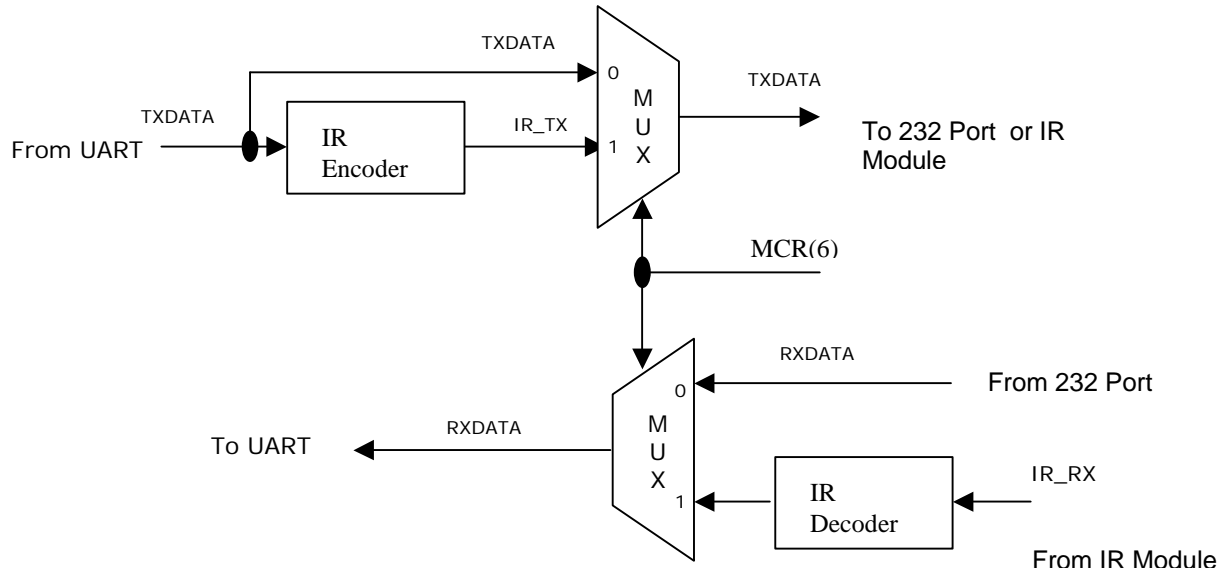 TXDATA
0
TXDATA
M
U
X
TXDATA
From UART
IR
Encoder
IR_TX
1
To 232 Port or IR
Module
MCR(6)
RXDATA
0
From 232 Port
To UART
RXDATA
M
U
X
1
IR
Decoder
IR_RX
From IR Module